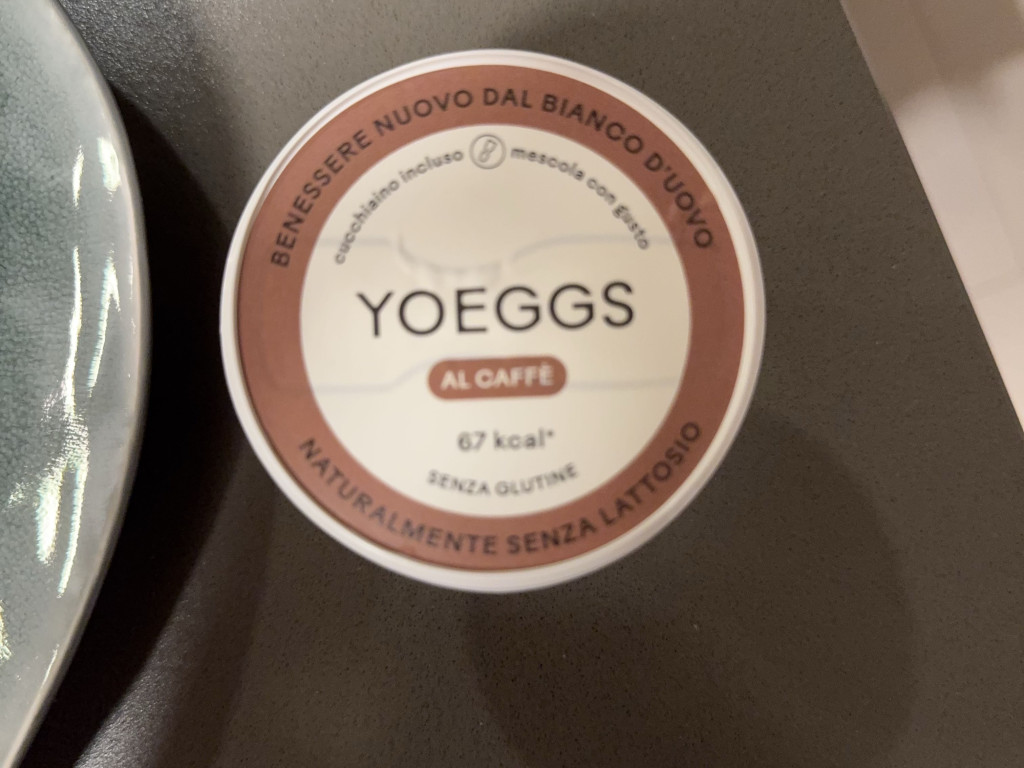 BENESSERE NUOVO DAL BIANCO D'UOVO
cucchiaino incluso mescola con gusto
YOEGGS
AL CAFFÈ
67 kcal*
SENZA GLUTINE
NATURALMENTE SENZA LATTOSIO